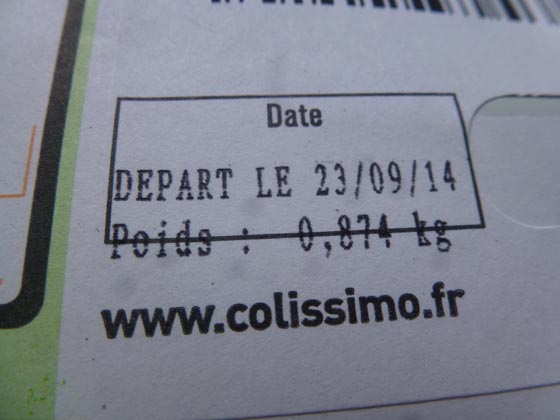 Date
DEPART LE 23/09/14
Poids : 0,874 kg
www.colissimo.fr